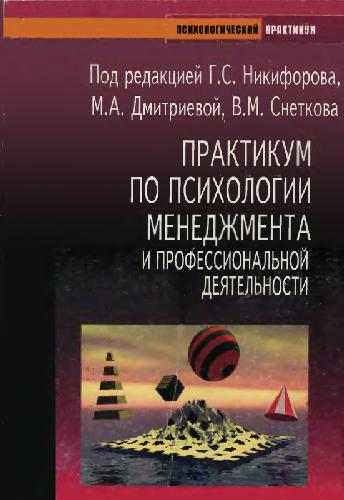 ПСИХОЛОГИЧЕСКИЙ ПРАКТИКУМ
Под редакцией Г.С. Никифорова,
М.А. Дмитриевой, В.М. Снеткова
ПРАКТИКУМ
ПО ПСИХОЛОГИИ
МЕНЕДЖМЕНТА
И ПРОФЕССИОНАЛЬНОЙ
ДЕЯТЕЛЬНОСТИ